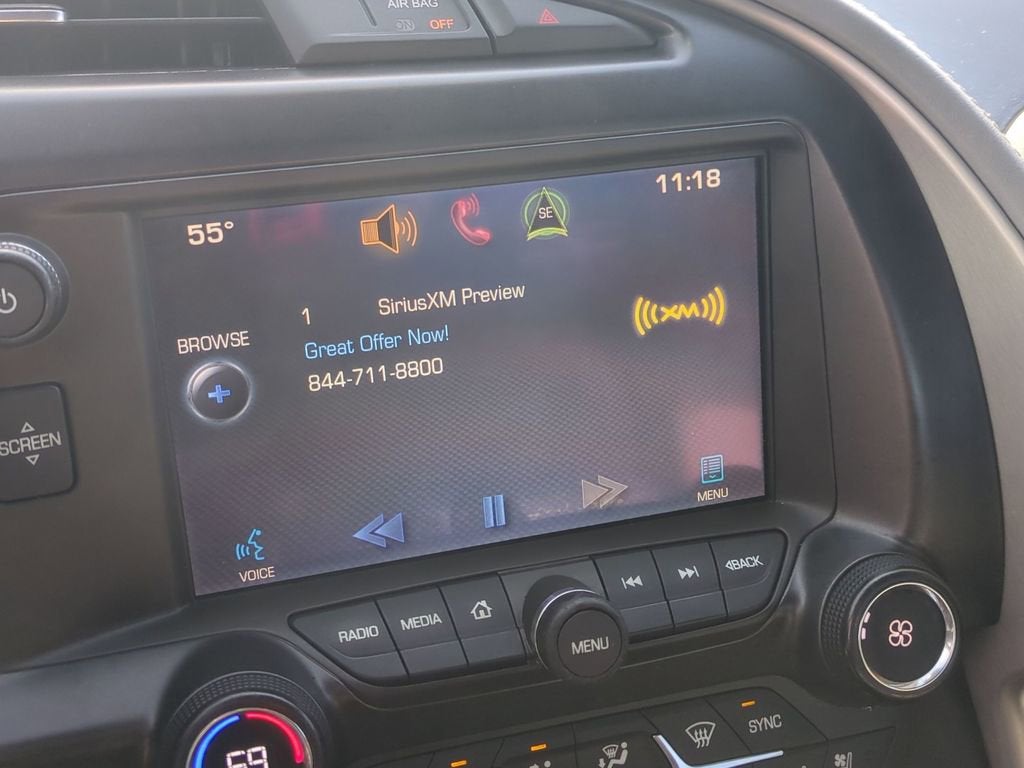 AIR BAG
ON OFF
55°
SE
11:18
1 SiriusXM Preview
XM
BROWSE
Great Offer Now!
844-711-8800
SCREEN
MENU
VOICE
RADIO
MEDIA
BACK
MENU
SYNC
69